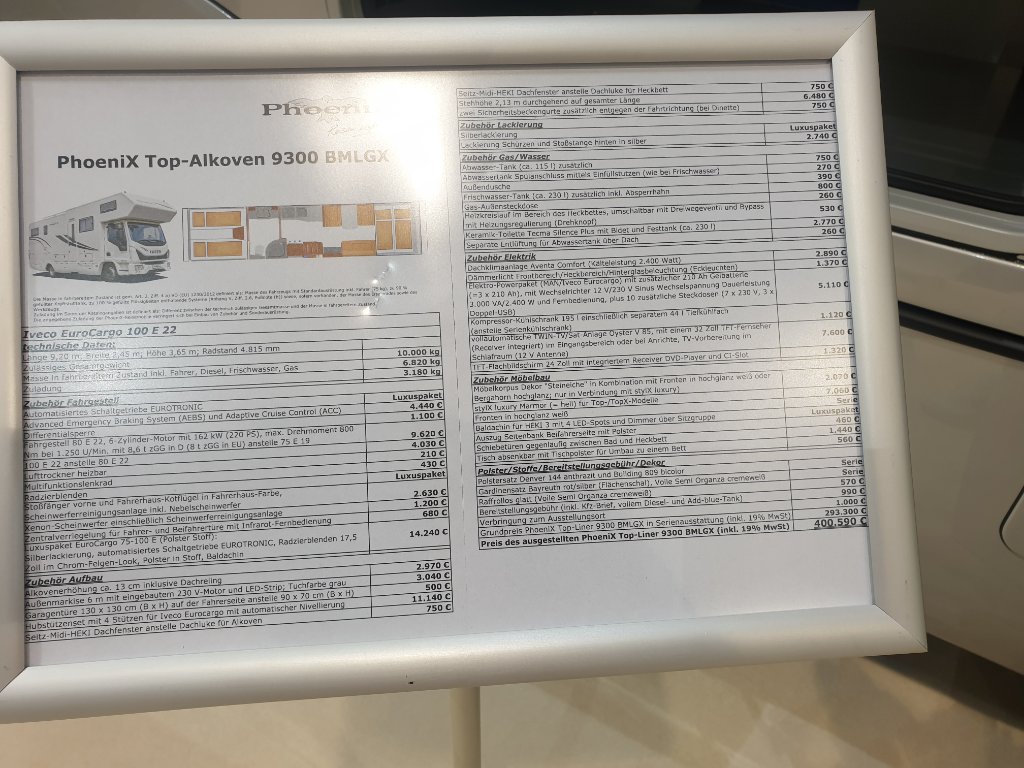 Phoeni
PhoeniX Top-Alkoven 9300 BMLGX
Iveco EuroCargo 100 E 22
technische Daten:
Länge 9,20 m; Breite 2,45 m; Höhe 3,65 m; Radstand 4.815 mm
Zulässiges Gesamtgewicht 10.000 kg
Masse in fahrbereitem Zustand inkl. Fahrer, Diesel, Frischwasser, Gas 6.820 kg
Zuladung 3.180 kg
Zubehör Fahrgestell
Automatisiertes Schaltgetriebe EUROTRONIC Luxuspaket
Advanced Emergency Braking System (AEBS) und Adaptive Cruise Control (ACC) 4.440 €
Differentialsperre 1.100 €
Fahrgestell 80 E 22, 6-Zylinder-Motor mit 162 kW (220 PS), max. Drehmoment 800
Nm bei 1.250 U/Min. mit 8,6 t zGG in D (8 t zGG in EU) anstelle 75 E 19 9.620 €
100 E 22 anstelle 80 E 22 4.030 €
Lufttrockner heizbar 210 €
Multifunktionslenkrad 430 €
Radzierblenden Luxuspaket
Stoßfänger vorne und Fahrerhaus-Kotflügel in Fahrerhaus-Farbe,
Scheinwerferreinigungsanlage inkl. Nebelscheinwerfer 2.630 €
Xenon-Scheinwerfer einschließlich Scheinwerferreinigungsanlage 1.200 €
Zentralverriegelung für Fahrer- und Beifahrertüre mit Infrarot-Fernbedienung 680 €
Luxuspaket EuroCargo 75-100 E (Polster Stoff):
Silberlackierung, automatisiertes Schaltgetriebe EUROTRONIC, Radzierblenden 17,5
Zoll im Chrom-Felgen-Look, Polster in Stoff, Baldachin 14.240 €
Zubehör Aufbau
Alkovenerhöhung ca. 13 cm inklusive Dachreling 2.970 €
Außenmarkise 6 m mit eingebautem 230 V-Motor und LED-Strip; Tuchfarbe grau 3.040 €
Garagentüre 130 x 130 cm (B x H) auf der Fahrerseite anstelle 90 x 70 cm (B x H) 500 €
Hubstützenset mit 4 Stützen für Iveco Eurocargo mit automatischer Nivellierung 11.140 €
Seitz-Midi-HEKI Dachfenster anstelle Dachluke für Alkoven 750 €
Seitz-Midi-HEKI Dachfenster anstelle Dachluke für Heckbett 750 €
Stehhöhe 2,13 m durchgehend auf gesamter Länge 6.480 €
zwei Sicherheitsbeckengurte zusätzlich entgegen der Fahrtrichtung (bei Dinette) 750 €
Zubehör Lackierung
Silberlackierung Luxuspaket
Lackierung Schürzen und Stoßstange hinten in silber 2.740 €
Zubehör Gas/Wasser
Abwasser-Tank (ca. 115 l) zusätzlich 750 €
Abwassertank Spülanschluss mittels Einfüllstutzen (wie bei Frischwasser) 270 €
Außendusche 390 €
Frischwasser-Tank (ca. 230 l) zusätzlich inkl. Absperrhahn 800 €
Gas-Außensteckdose 260 €
Heizkreislauf im Bereich des Heckbettes, umschaltbar mit Dreiwegeventil und Bypass
mit Heizungsregulierung (Drehknopf) 530 €
Keramik-Toilette Tecma Silence Plus mit Bidet und Festtank (ca. 230 l) 2.770 €
Separate Entlüftung für Abwassertank über Dach 260 €
Zubehör Elektrik
Dachklimaanlage Aventa Comfort (Kälteleistung 2.400 Watt) 2.890 €
Dämmerlicht Frontbereich/Heckbereich/Hinterglasbeleuchtung (Eckleuchten) 1.370 €
Elektro-Powerpaket (MAN/Iveco Eurocargo) mit zusätzlicher 210 Ah Gelbatterie
(=3 x 210 Ah), mit Wechselrichter 12 V/230 V Sinus Wechselspannung Dauerleistung
3.000 VA/2.400 W und Fernbedienung, plus 10 zusätzliche Steckdosen (7 x 230 V, 3 x
Doppel-USB) 5.110 €
Kompressor-Kühlschrank 195 l einschließlich separatem 44 l Tiefkühlfach
(anstelle Serienkühlschrank) 1.120 €
vollautomatische TWIN-TV/Sat-Anlage Oyster V 85, mit einem 32 Zoll TFT-Fernseher
(Receiver integriert) im Eingangsbereich oder bei Anrichte, TV-Vorbereitung im
Schlafraum (12 V Antenne) 7.600 €
TFT-Flachbildschirm 24 Zoll mit integriertem Receiver DVD-Player und CI-Slot 1.320 €
Zubehör Möbelbau
Möbelkorpus Dekor "Steineiche" in Kombination mit Fronten in hochglanz weiß oder
Bergahorn hochglanz; nur in Verbindung mit stylX luxury) 2.070 €
stylX luxury Marmor (= hell) für Top-/TopX-Modelle 7.060 €
Fronten in hochglanz weiß Serie
Baldachin für HEKI 3 mit 4 LED-Spots und Dimmer über Sitzgruppe Luxuspaket
Auszug Seitenbank Beifahrerseite mit Polster 460 €
Schiebetüren gegenläufig zwischen Bad und Heckbett 1.440 €
Tisch absenkbar mit Tischpolster für Umbau zu einem Bett 560 €
Polster/Stoffe/Bereitstellungsgebühr/Dekor
Polstersatz Denver 144 anthrazit und Building 809 bicolor Serie
Gardinensatz Bayreuth rot/silber (Flächenschal), Voile Semi Organza cremeweiß Serie
Raffrollos glatt (Voile Semi Organza cremeweiß) 570 €
Bereitstellungsgebühr (inkl. Kfz-Brief, vollem Diesel- und Add-blue-Tank) 990 €
Verbringung zum Ausstellungsort 1.000 €
Grundpreis PhoeniX Top-Liner 9300 BMLGX in Serienausstattung (inkl. 19% MwSt) 293.300 €
Preis des ausgestellten PhoeniX Top-Liner 9300 BMLGX (inkl. 19% MwSt) 400.590 €